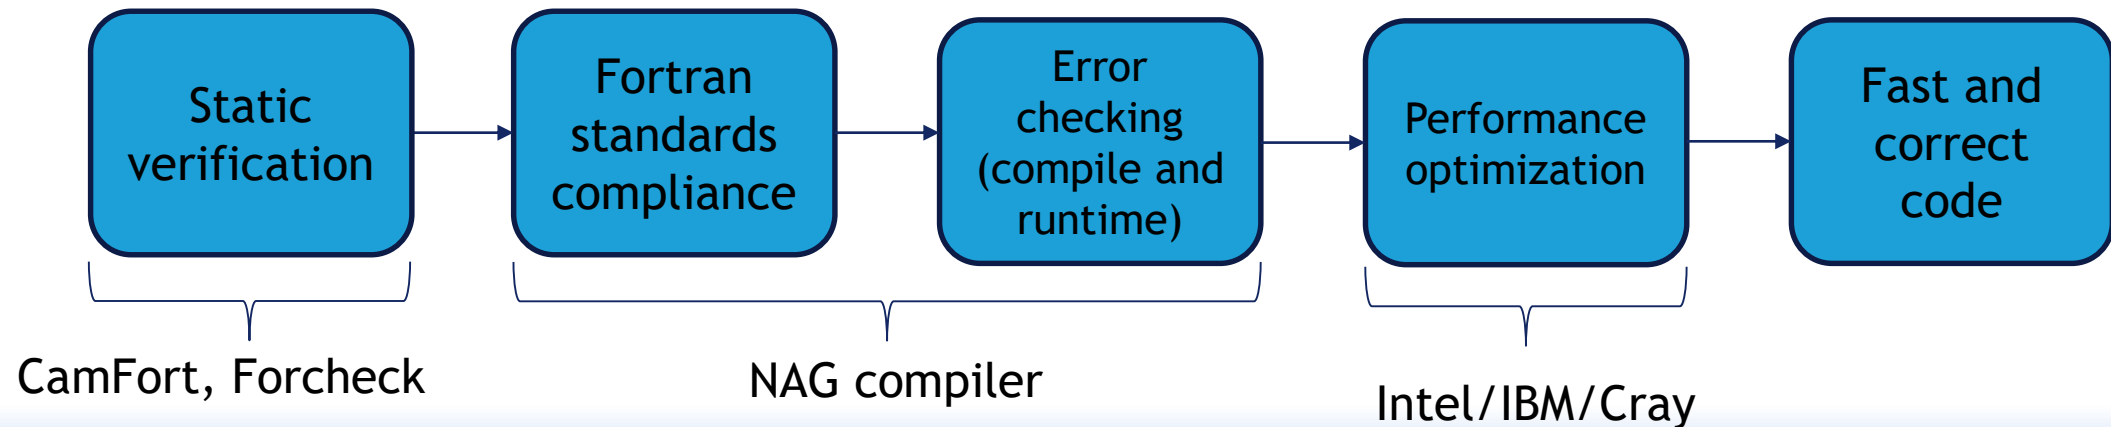 Static
verification
Fortran
standards
compliance
Error
checking
(compile and
runtime)
Performance
optimization
Fast and
correct
code
CamFort, Forcheck
NAG compiler
Intel/IBM/Cray